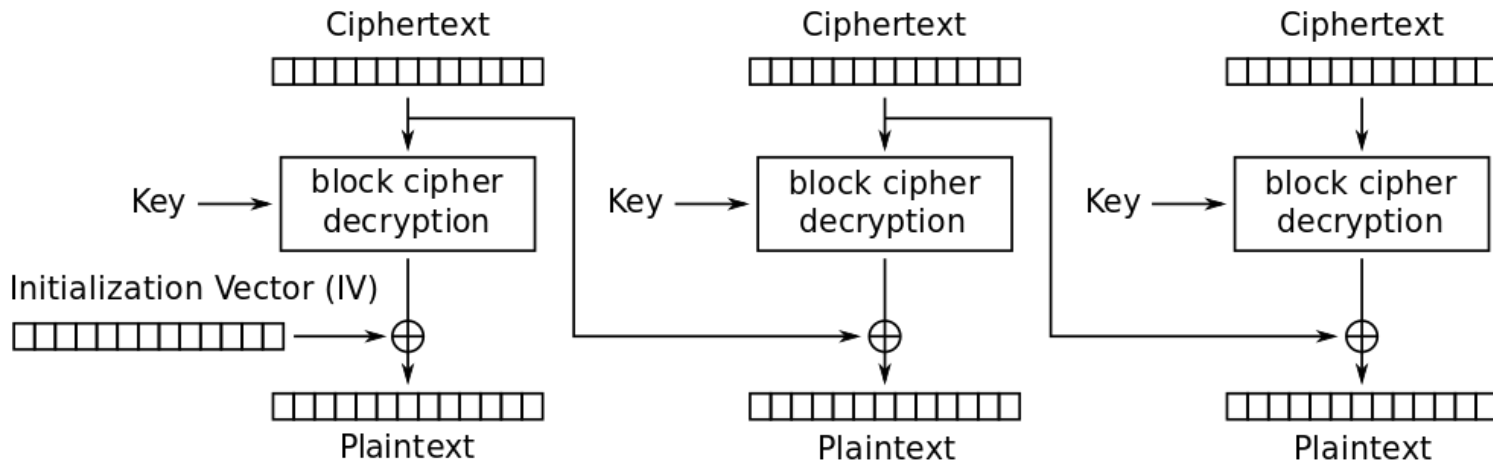 Ciphertext
Ciphertext
Ciphertext
Key
block cipher
decryption
Key
block cipher
decryption
Key
block cipher
decryption
Initialization Vector (IV)
Plaintext
Plaintext
Plaintext